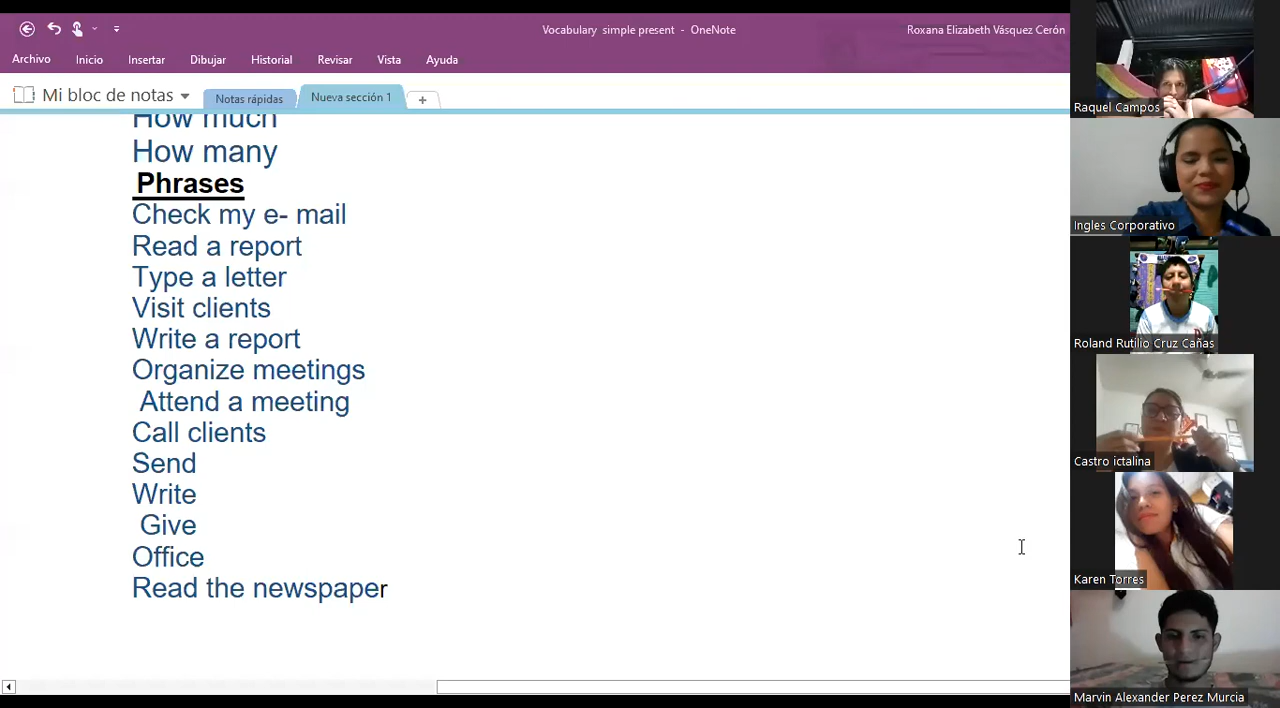 Vocabulary simple present - OneNote
Roxana Elizabeth Vásquez Cerón
Archivo Inicio Insertar Dibujar Historial Revisar Vista Ayuda
Mi bloc de notas Notas rápidas Nueva sección 1 +
How much
How many
Phrases
Check my e- mail
Read a report
Type a letter
Visit clients
Write a report
Organize meetings
Attend a meeting
Call clients
Send
Write
Give
Office
Read the newspaper
Raquel Campos
Ingles Corporativo
Roland Rutilio Cruz Cañas
Castro ictalina
Karen Torres
Marvin Alexander Perez Murcia